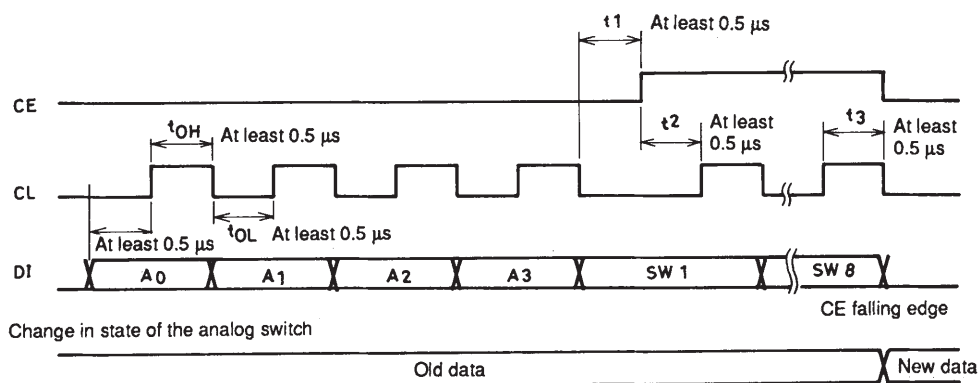 t1 At least 0.5 µs
CE
tOH At least 0.5 µs
t2 At least 0.5 µs
t3 At least 0.5 µs
CL
At least 0.5 µs
tOL At least 0.5 µs
DI A0 A1 A2 A3 SW 1 SW 8
CE falling edge
Change in state of the analog switch
Old data New data